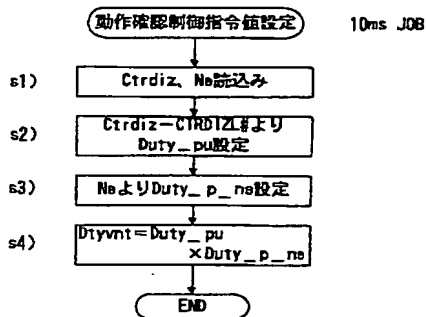 動作確認制御指令値設定
10ms JOB
s1)
Ctrdiz、Ne読込み
s2)
Ctrdiz－CTRDIZL#より
Duty_pu設定
s3)
NeよりDuty_p_ne設定
s4)
Dtyvnt＝Duty_pu
×Duty_p_ne
END